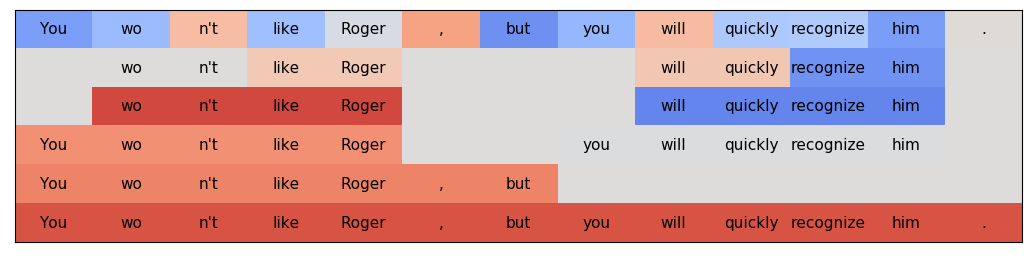 You wo n't like Roger , but you will quickly recognize him .
wo n't like Roger will quickly recognize him
wo n't like Roger will quickly recognize him
You wo n't like Roger you will quickly recognize him
You wo n't like Roger , but
You wo n't like Roger , but you will quickly recognize him .